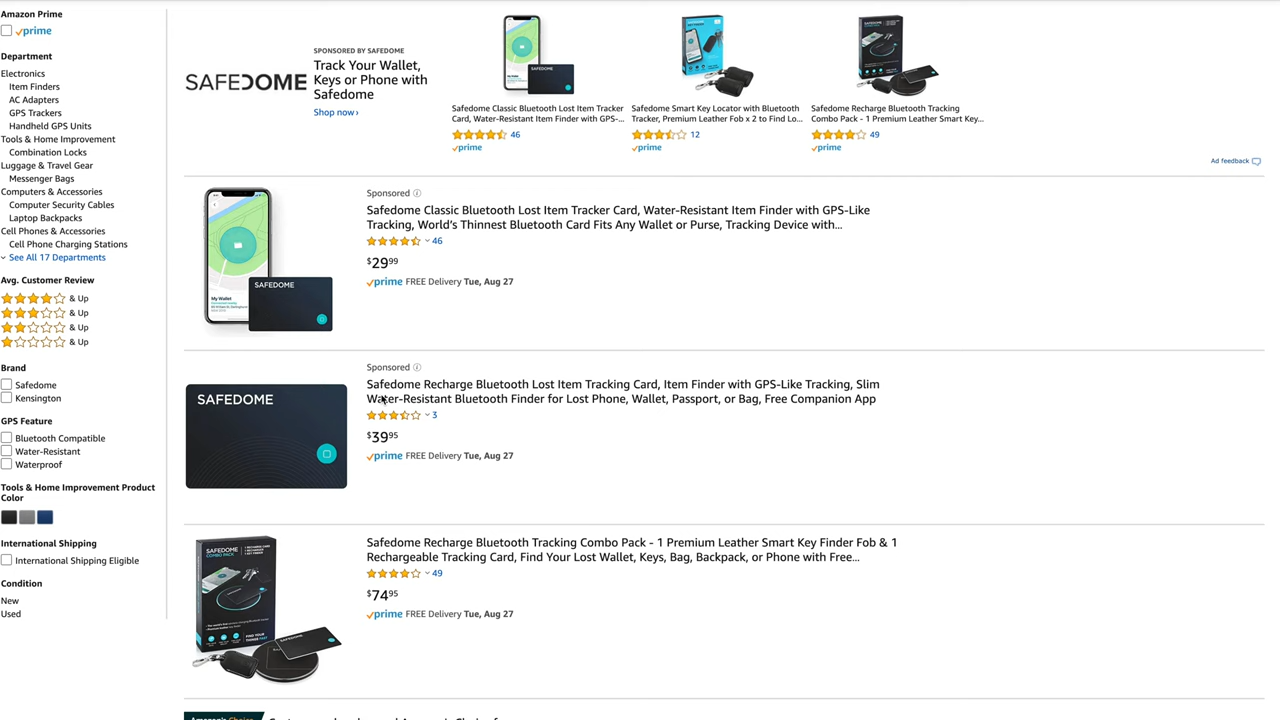 Amazon Prime
prime
Department
Electronics
Item Finders
AC Adapters
GPS Trackers
Handheld GPS Units
Tools & Home Improvement
Combination Locks
Luggage & Travel Gear
Messenger Bags
Computers & Accessories
Computer Security Cables
Laptop Backpacks
Cell Phones & Accessories
Cell Phone Charging Stations
See All 17 Departments
Avg. Customer Review
& Up
& Up
& Up
& Up
Brand
Safedome
Kensington
GPS Feature
Bluetooth Compatible
Water-Resistant
Waterproof
Tools & Home Improvement Product
Color
International Shipping
International Shipping Eligible
Condition
New
Used
SAFEDOME
SPONSORED BY SAFEDOME
Track Your Wallet,
Keys or Phone with
Safedome
Shop now ›
SAFEDOME
Safedome Classic Bluetooth Lost Item Tracker
Card, Water-Resistant Item Finder with GPS-...
46
prime
Safedome Smart Key Locator with Bluetooth
Tracker, Premium Leather Fob x 2 to Find Lo...
12
prime
Safedome Recharge Bluetooth Tracking
Combo Pack - 1 Premium Leather Smart Key...
49
prime
Ad feedback
Sponsored
Safedome Classic Bluetooth Lost Item Tracker Card, Water-Resistant Item Finder with GPS-Like
Tracking, World's Thinnest Bluetooth Card Fits Any Wallet or Purse, Tracking Device with...
46
$29.99
prime FREE Delivery Tue, Aug 27
My Wallet
SAFEDOME
Sponsored
Safedome Recharge Bluetooth Lost Item Tracking Card, Item Finder with GPS-Like Tracking, Slim
Water-Resistant Bluetooth Finder for Lost Phone, Wallet, Passport, or Bag, Free Companion App
3
$39.95
prime FREE Delivery Tue, Aug 27
SAFEDOME
Safedome Recharge Bluetooth Tracking Combo Pack - 1 Premium Leather Smart Key Finder Fob & 1
Rechargeable Tracking Card, Find Your Lost Wallet, Keys, Bag, Backpack, or Phone with Free...
49
$74.95
prime FREE Delivery Tue, Aug 27
SAFEDOME
COMBO PACK
FIND YOUR
THINGS FAST
SAFEDOME
Amazon's Choice